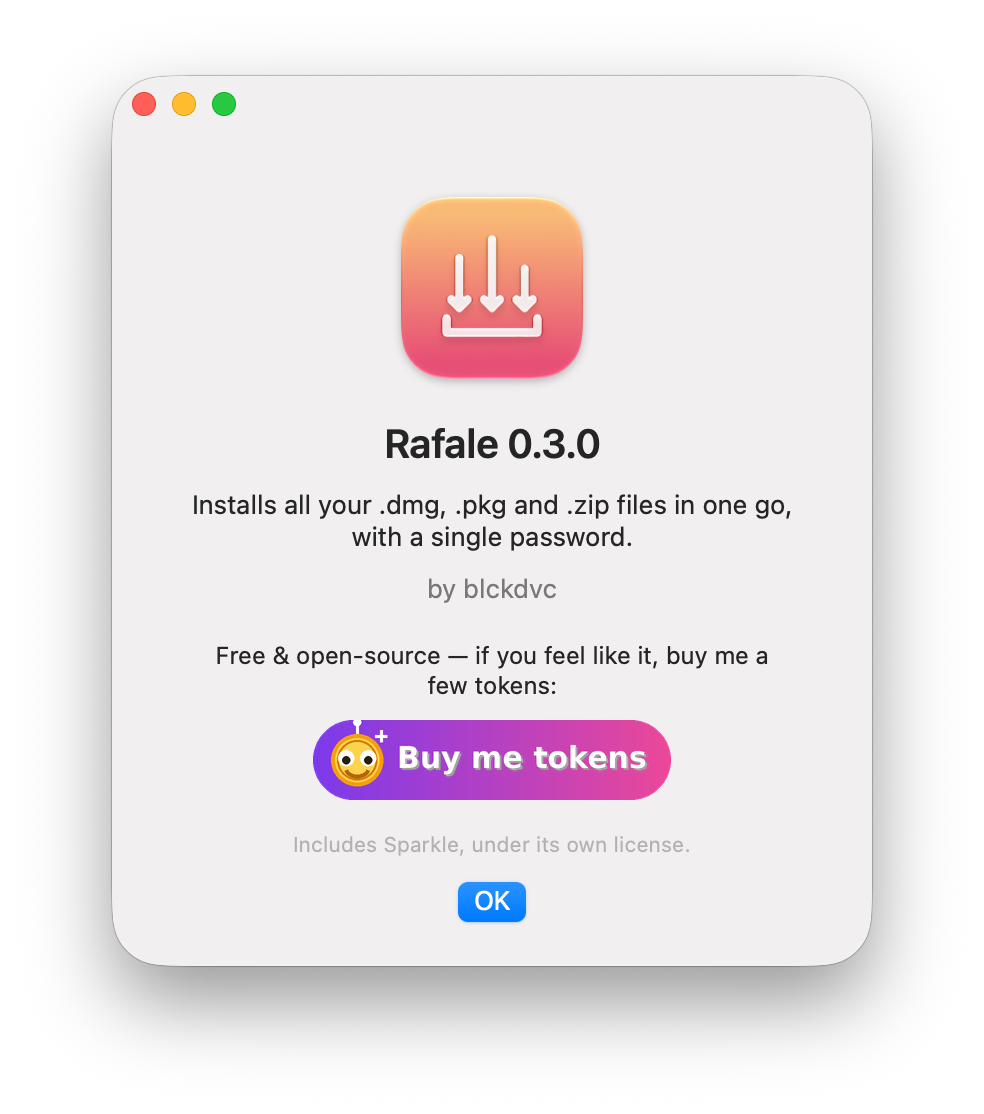 Rafale 0.3.0
Installs all your .dmg, .pkg and .zip files in one go,
with a single password.
by blckdvc
Free & open-source — if you feel like it, buy me a
few tokens:
Buy me tokens
Includes Sparkle, under its own license.
OK